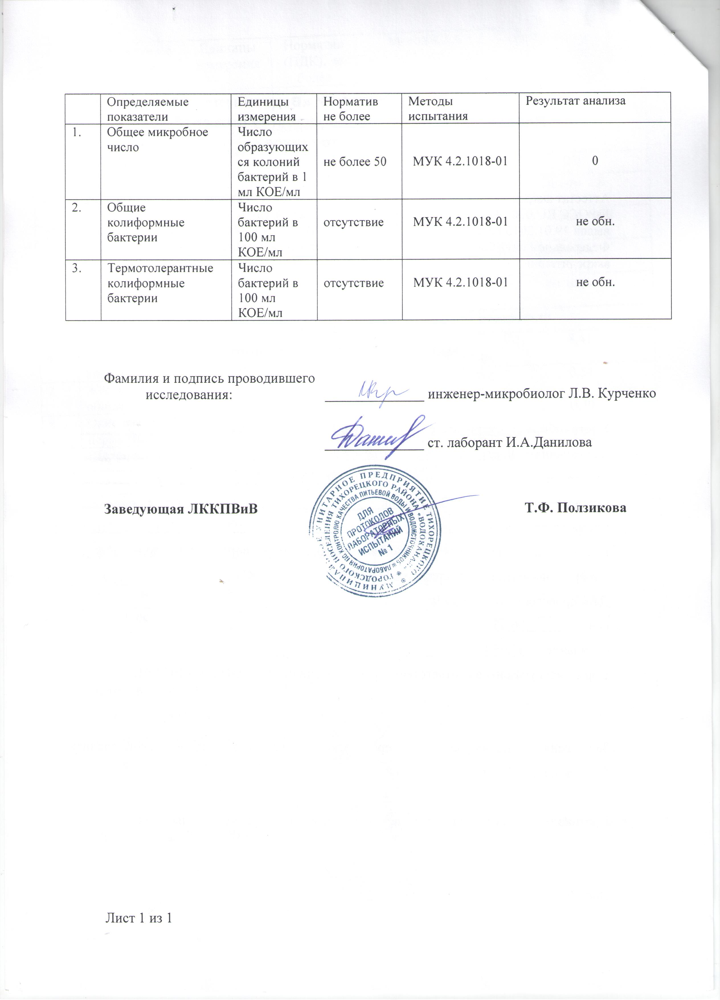 Определяемые показатели
Единицы измерения
Норматив не более
Методы испытания
Результат анализа
1.
Общее микробное число
Число образующих ся колоний бактерий в 1 мл КОЕ/мл
не более 50
МУК 4.2.1018-01
0
2.
Общие колиформные бактерии
Число бактерий в 100 мл КОЕ/мл
отсутствие
МУК 4.2.1018-01
не обн.
3.
Термотолерантные колиформные бактерии
Число бактерий в 100 мл КОЕ/мл
отсутствие
МУК 4.2.1018-01
не обн.
Фамилия и подпись проводившего
исследования:
инженер-микробиолог Л.В. Курченко
ст. лаборант И.А.Данилова
Заведующая ЛККПВиВ
Т.Ф. Ползикова
УНИТАРНОЕ ПРЕДПРИЯТИЕ ТИХОРЕЦКОГО
ГОРОДСКОГО ПОСЕЛЕНИЯ ТИХОРЕЦКОГО РАЙОНА «ВОДОКАНАЛ»
ЛАБОРАТОРИЯ ПО КОНТРОЛЮ КАЧЕСТВА ПИТЬЕВОЙ ВОДЫ И ВОДОИСТОЧНИКОВ
ДЛЯ
ПРОТОКОЛОВ
ЛАБОРАТОРНЫХ
ИСПЫТАНИЙ
№ 1
Лист 1 из 1